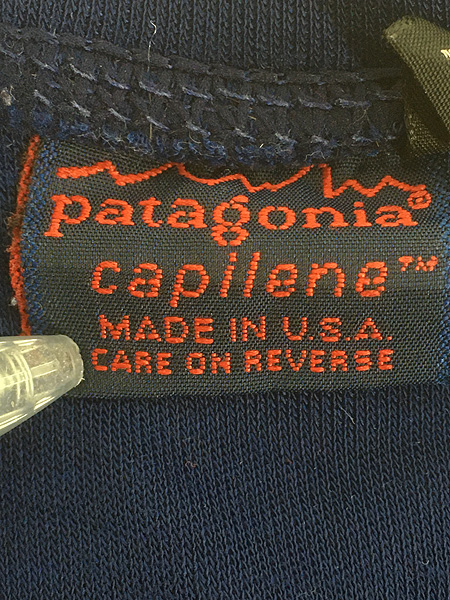 patagonia®
capilene™
MADE IN U.S.A.
CARE ON REVERSE